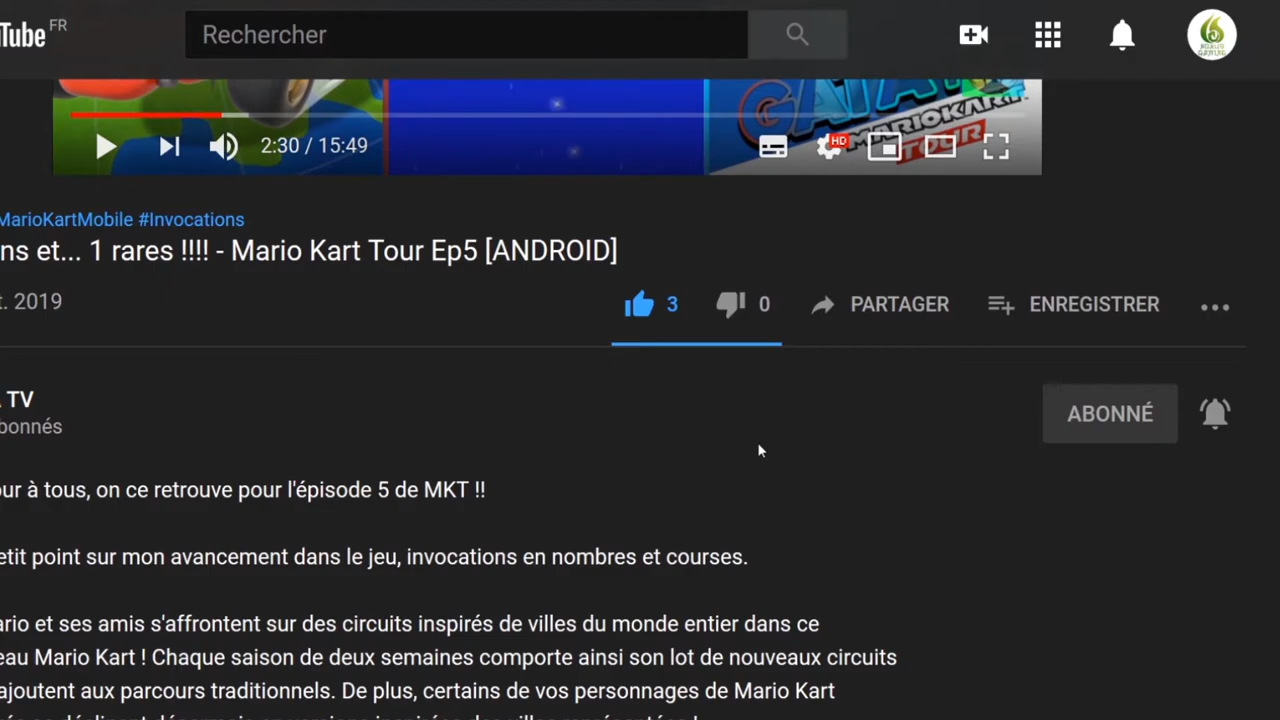 Tube FR
Rechercher
MARIOKART
TOUR
HD
2:30 / 15:49
MarioKartMobile #Invocations
ns et... 1 rares !!!! - Mario Kart Tour Ep5 [ANDROID]
t. 2019
3
0
PARTAGER
ENREGISTRER
TV
bonnés
ABONNÉ
ur à tous, on ce retrouve pour l'épisode 5 de MKT !!
etit point sur mon avancement dans le jeu, invocations en nombres et courses.
ario et ses amis s'affrontent sur des circuits inspirés de villes du monde entier dans ce
eau Mario Kart ! Chaque saison de deux semaines comporte ainsi son lot de nouveaux circuits
ajoutent aux parcours traditionnels. De plus, certains de vos personnages de Mario Kart